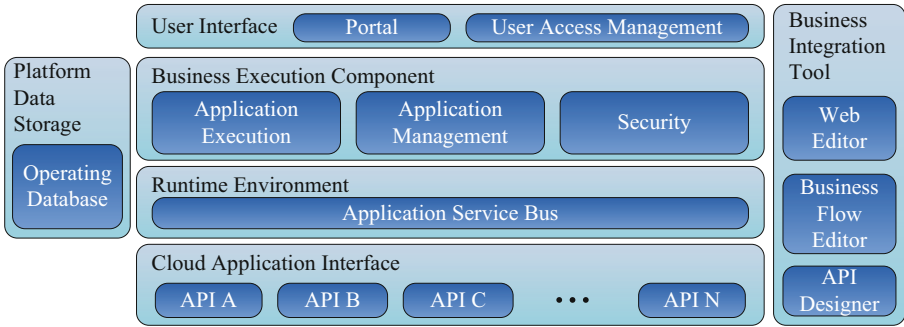 User Interface
Portal
User Access Management
Platform
Data
Storage
Operating
Database
Business Execution Component
Application
Execution
Application
Management
Security
Runtime Environment
Application Service Bus
Cloud Application Interface
API A
API B
API C
...
API N
Business
Integration
Tool
Web
Editor
Business
Flow
Editor
API
Designer